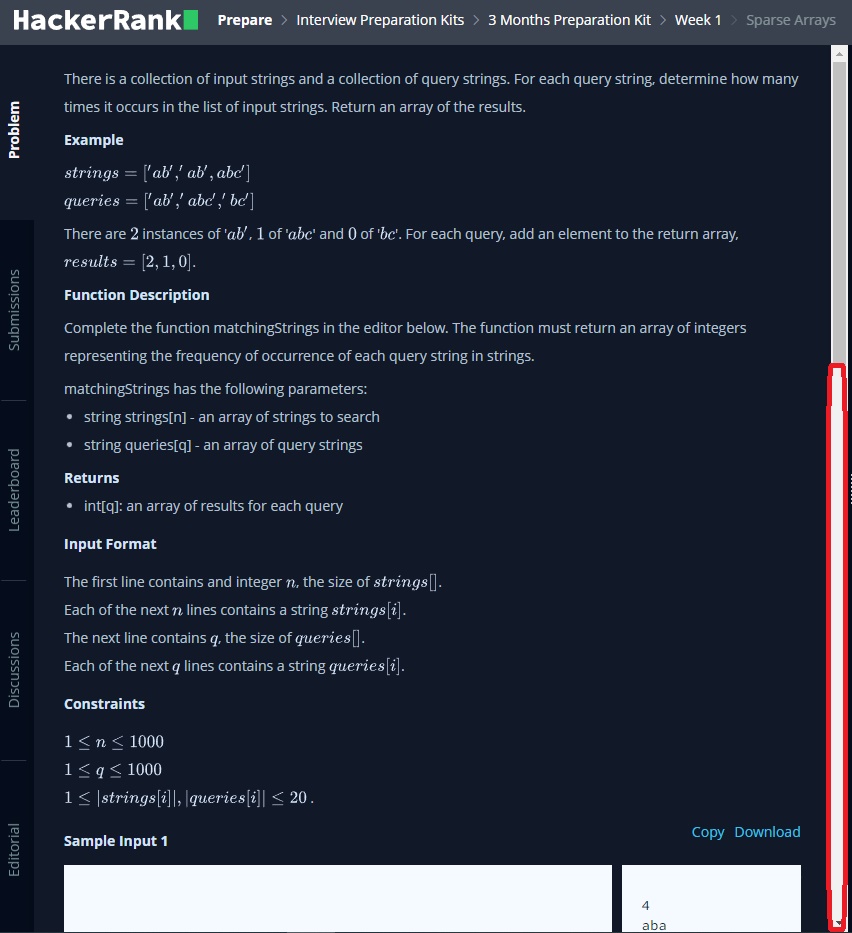 HackerRank Prepare > Interview Preparation Kits > 3 Months Preparation Kit > Week 1 > Sparse Arrays
Problem
Submissions
Leaderboard
Discussions
Editorial
There is a collection of input strings and a collection of query strings. For each query string, determine how many
times it occurs in the list of input strings. Return an array of the results.
Example
strings = ['ab',' ab', abc']
queries = ['ab',' abc',' bc']
There are 2 instances of 'ab', 1 of 'abc' and 0 of 'bc'. For each query, add an element to the return array,
results = [2, 1, 0].
Function Description
Complete the function matchingStrings in the editor below. The function must return an array of integers
representing the frequency of occurrence of each query string in strings.
matchingStrings has the following parameters:
• string strings[n] - an array of strings to search
• string queries[q] - an array of query strings
Returns
• int[q]: an array of results for each query
Input Format
The first line contains and integer n, the size of strings[].
Each of the next n lines contains a string strings[i].
The next line contains q, the size of queries[].
Each of the next q lines contains a string queries[i].
Constraints
1 ≤ n ≤ 1000
1 ≤ q ≤ 1000
1 ≤ |strings[i]|, |queries[i]| ≤ 20 .
Sample Input 1
Copy Download
4
aba